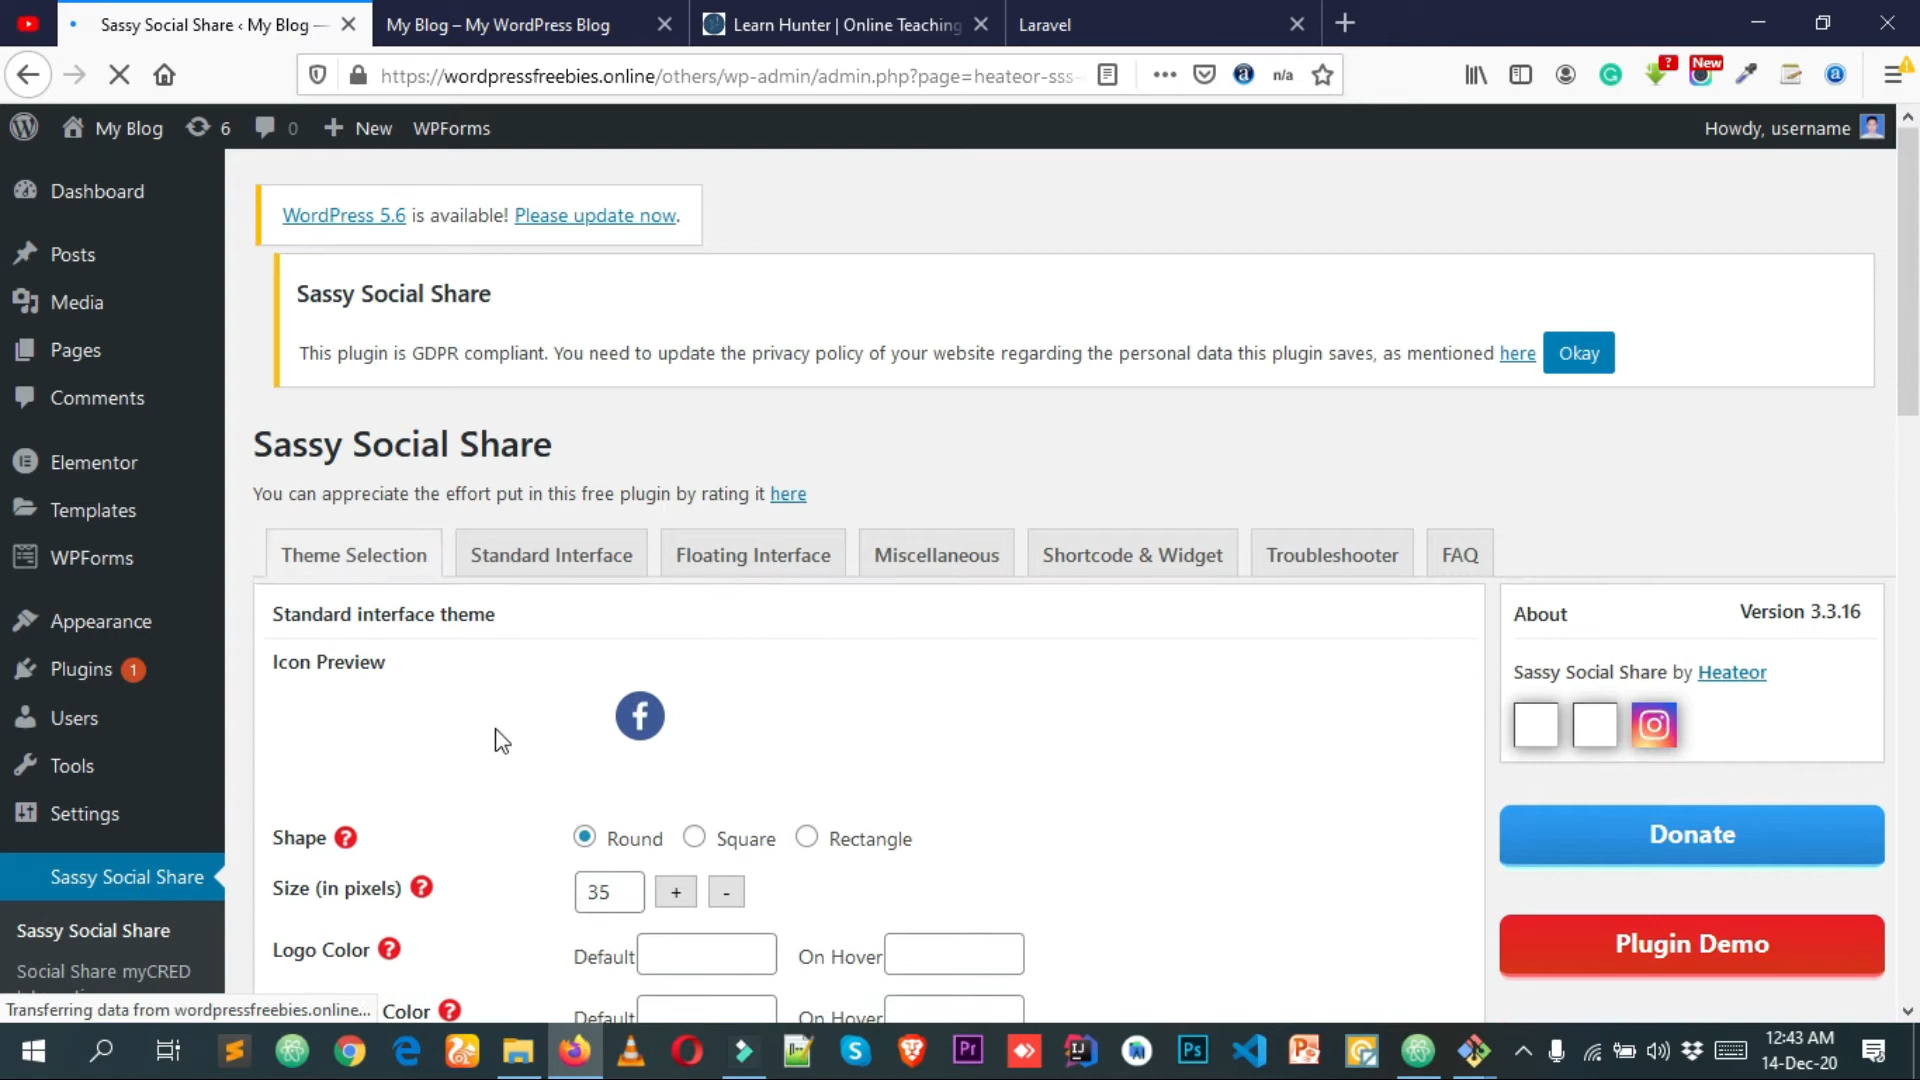 Sassy Social Share ‹ My Blog —
My Blog – My WordPress Blog
Learn Hunter | Online Teaching
Laravel
https://wordpressfreebies.online/others/wp-admin/admin.php?page=heateor-sss-
n/a
?
New
My Blog
6
0
New
WPForms
Howdy, username
Dashboard
Posts
Media
Pages
Comments
Elementor
Templates
WPForms
Appearance
Plugins 1
Users
Tools
Settings
Sassy Social Share
Sassy Social Share
Social Share myCRED
WordPress 5.6 is available! Please update now.
Sassy Social Share
This plugin is GDPR compliant. You need to update the privacy policy of your website regarding the personal data this plugin saves, as mentioned here
Okay
Sassy Social Share
You can appreciate the effort put in this free plugin by rating it here
Theme Selection
Standard Interface
Floating Interface
Miscellaneous
Shortcode & Widget
Troubleshooter
FAQ
Standard interface theme
Icon Preview
Shape ?
Round
Square
Rectangle
Size (in pixels) ?
35
+
-
Logo Color ?
Default
On Hover
Color ?
Default
On Hover
About
Version 3.3.16
Sassy Social Share by Heateor
Donate
Plugin Demo
Transferring data from wordpressfreebies.online...
Pr
Ps
12:43 AM
14-Dec-20